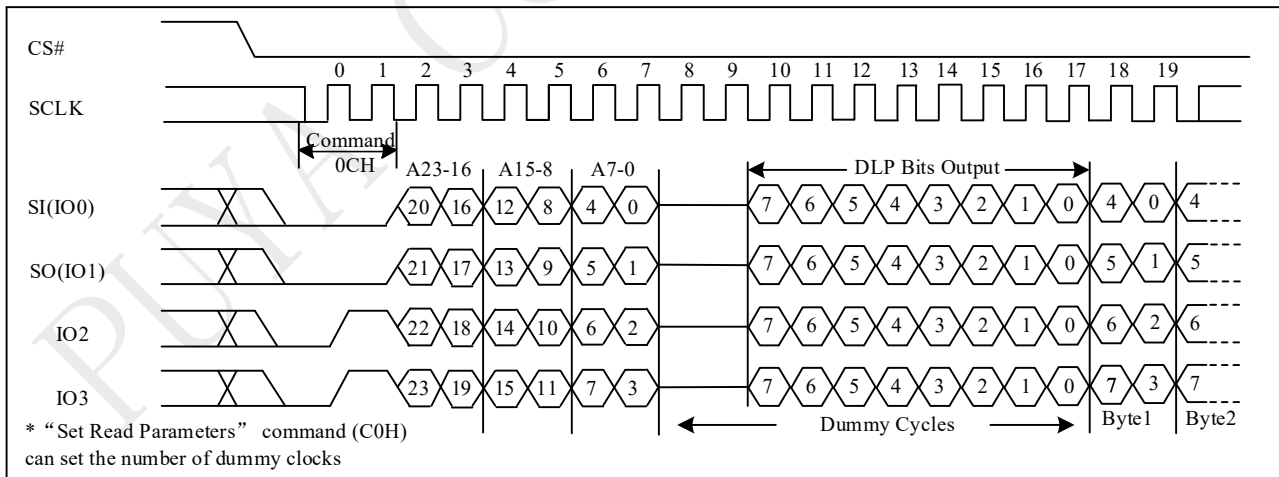 CS#
0 1 2 3 4 5 6 7 8 9 10 11 12 13 14 15 16 17 18 19
SCLK
Command
0CH
A23-16 A15-8 A7-0 DLP Bits Output
SI(IO0) 20 16 12 8 4 0 7 6 5 4 3 2 1 0 4 0 4
SO(IO1) 21 17 13 9 5 1 7 6 5 4 3 2 1 0 5 1 5
IO2 22 18 14 10 6 2 7 6 5 4 3 2 1 0 6 2 6
IO3 23 19 15 11 7 3 7 6 5 4 3 2 1 0 7 3 7
Dummy Cycles Byte1 Byte2
* “Set Read Parameters” command (C0H)
can set the number of dummy clocks
PUYA CO